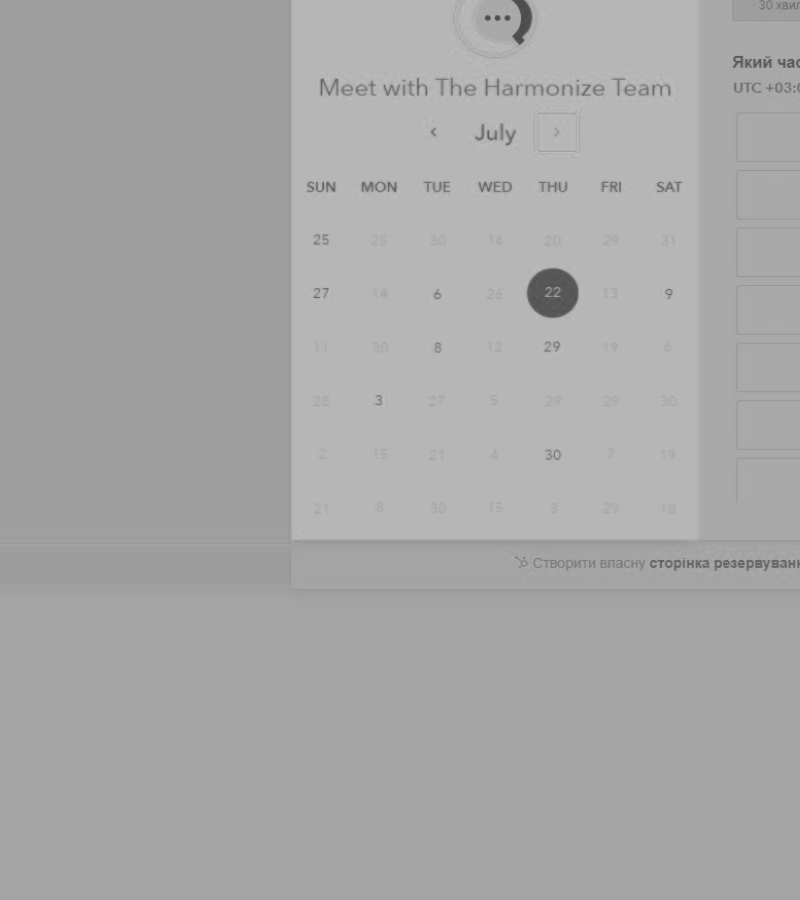 30 хвил
Який час
UTC +03:0
Meet with The Harmonize Team
July
SUN MON TUE WED THU FRI SAT
25 25 30 16 20 29 31
27 14 6 26 22 13 9
11 30 8 12 29 19 6
28 3 27 5 29 29 30
2 15 21 4 30 7 19
21 8 30 15 3 29 18
Створити власну сторінка резервуванн